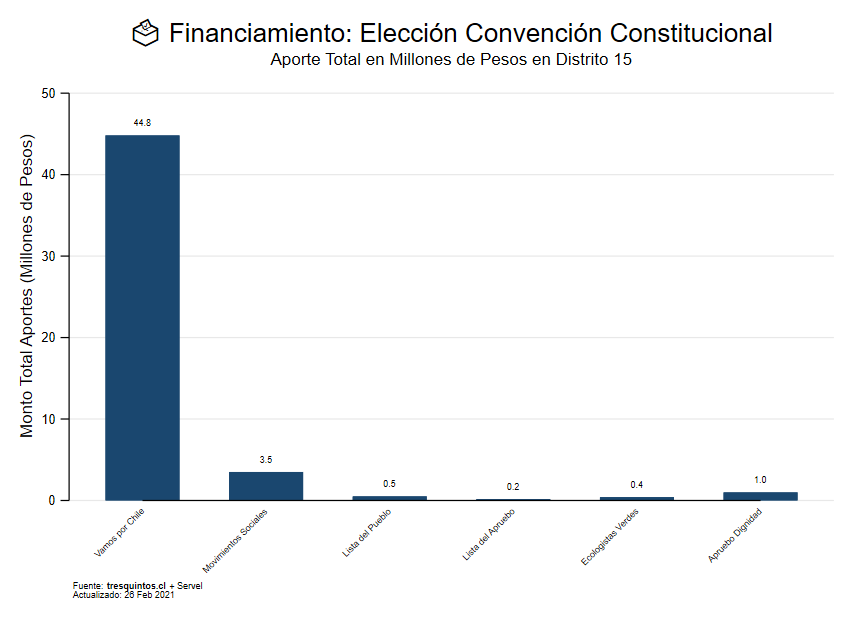 🗳 Financiamiento: Elección Convención Constitucional
Aporte Total en Millones de Pesos en Distrito 15
Monto Total Aportes (Millones de Pesos)
50
40
30
20
10
0
44.8
3.5
0.5
0.2
0.4
1.0
Vamos por Chile
Movimientos Sociales
Lista del Pueblo
Lista del Apruebo
Ecologistas Verdes
Apruebo Dignidad
Fuente: tresquintos.cl + Servel
Actualizado: 26 Feb 2021